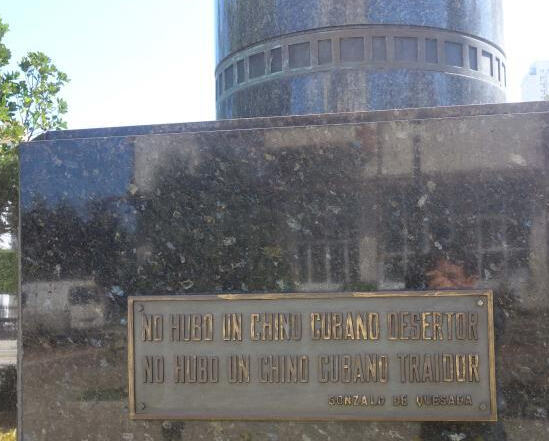 NO HUBO UN CHINO CUBANO DESERTOR
NO HUBO UN CHINO CUBANO TRAIDOR
GONZALO DE QUESADA